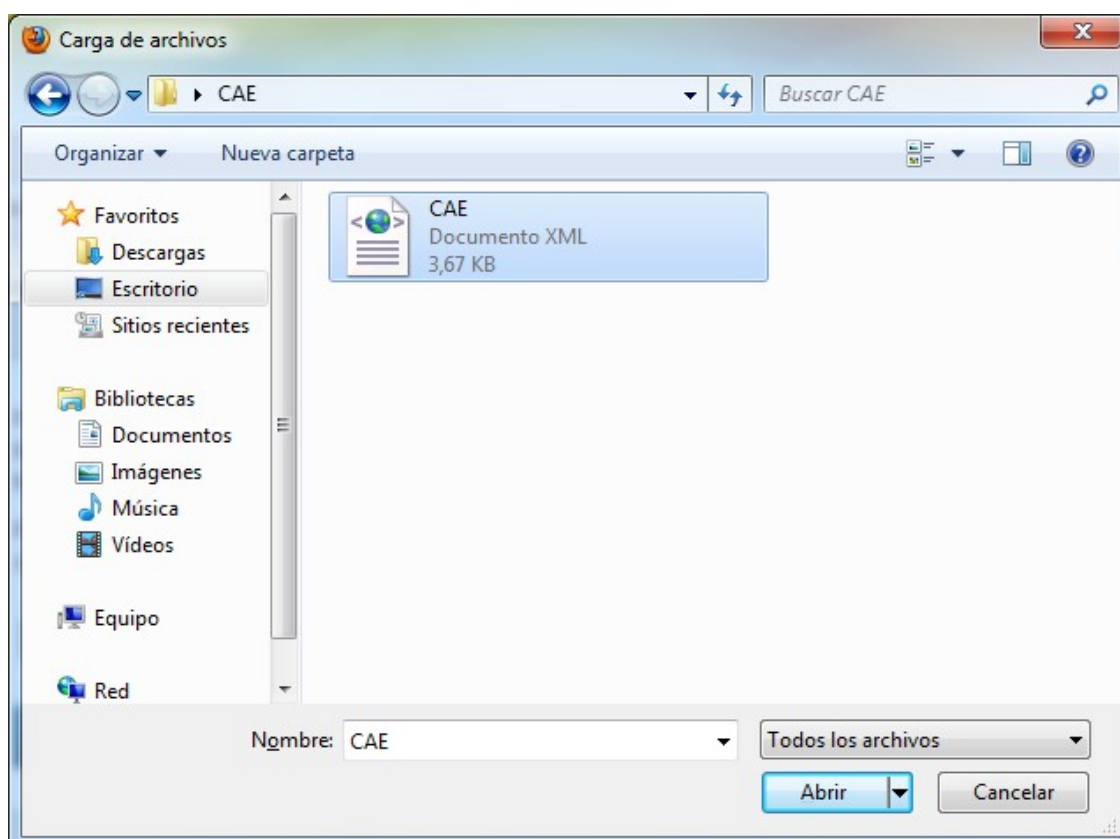 Carga de archivos
CAE
Buscar CAE
Organizar
Nueva carpeta
Favoritos
Descargas
Escritorio
Sitios recientes
Bibliotecas
Documentos
Imágenes
Música
Vídeos
Equipo
Red
CAE
Documento XML
3,67 KB
Nombre: CAE
Todos los archivos
Abrir
Cancelar